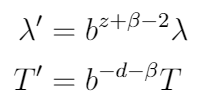 λ′ = b^{z+β−2}λ
T′ = b^{−d−β}T